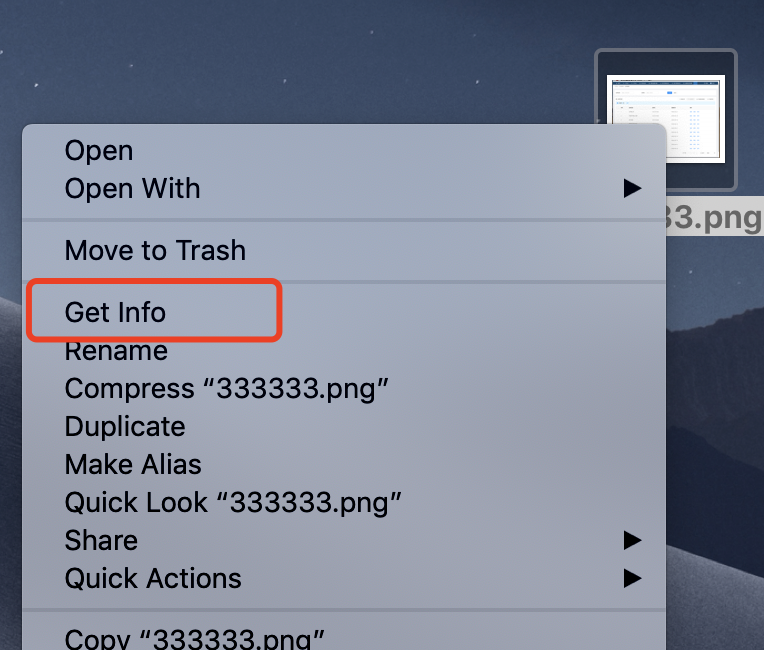 Open
Open With
33.png
Move to Trash
Get Info
Rename
Compress “333333.png”
Duplicate
Make Alias
Quick Look “333333.png”
Share
Quick Actions
Copy “333333.png”